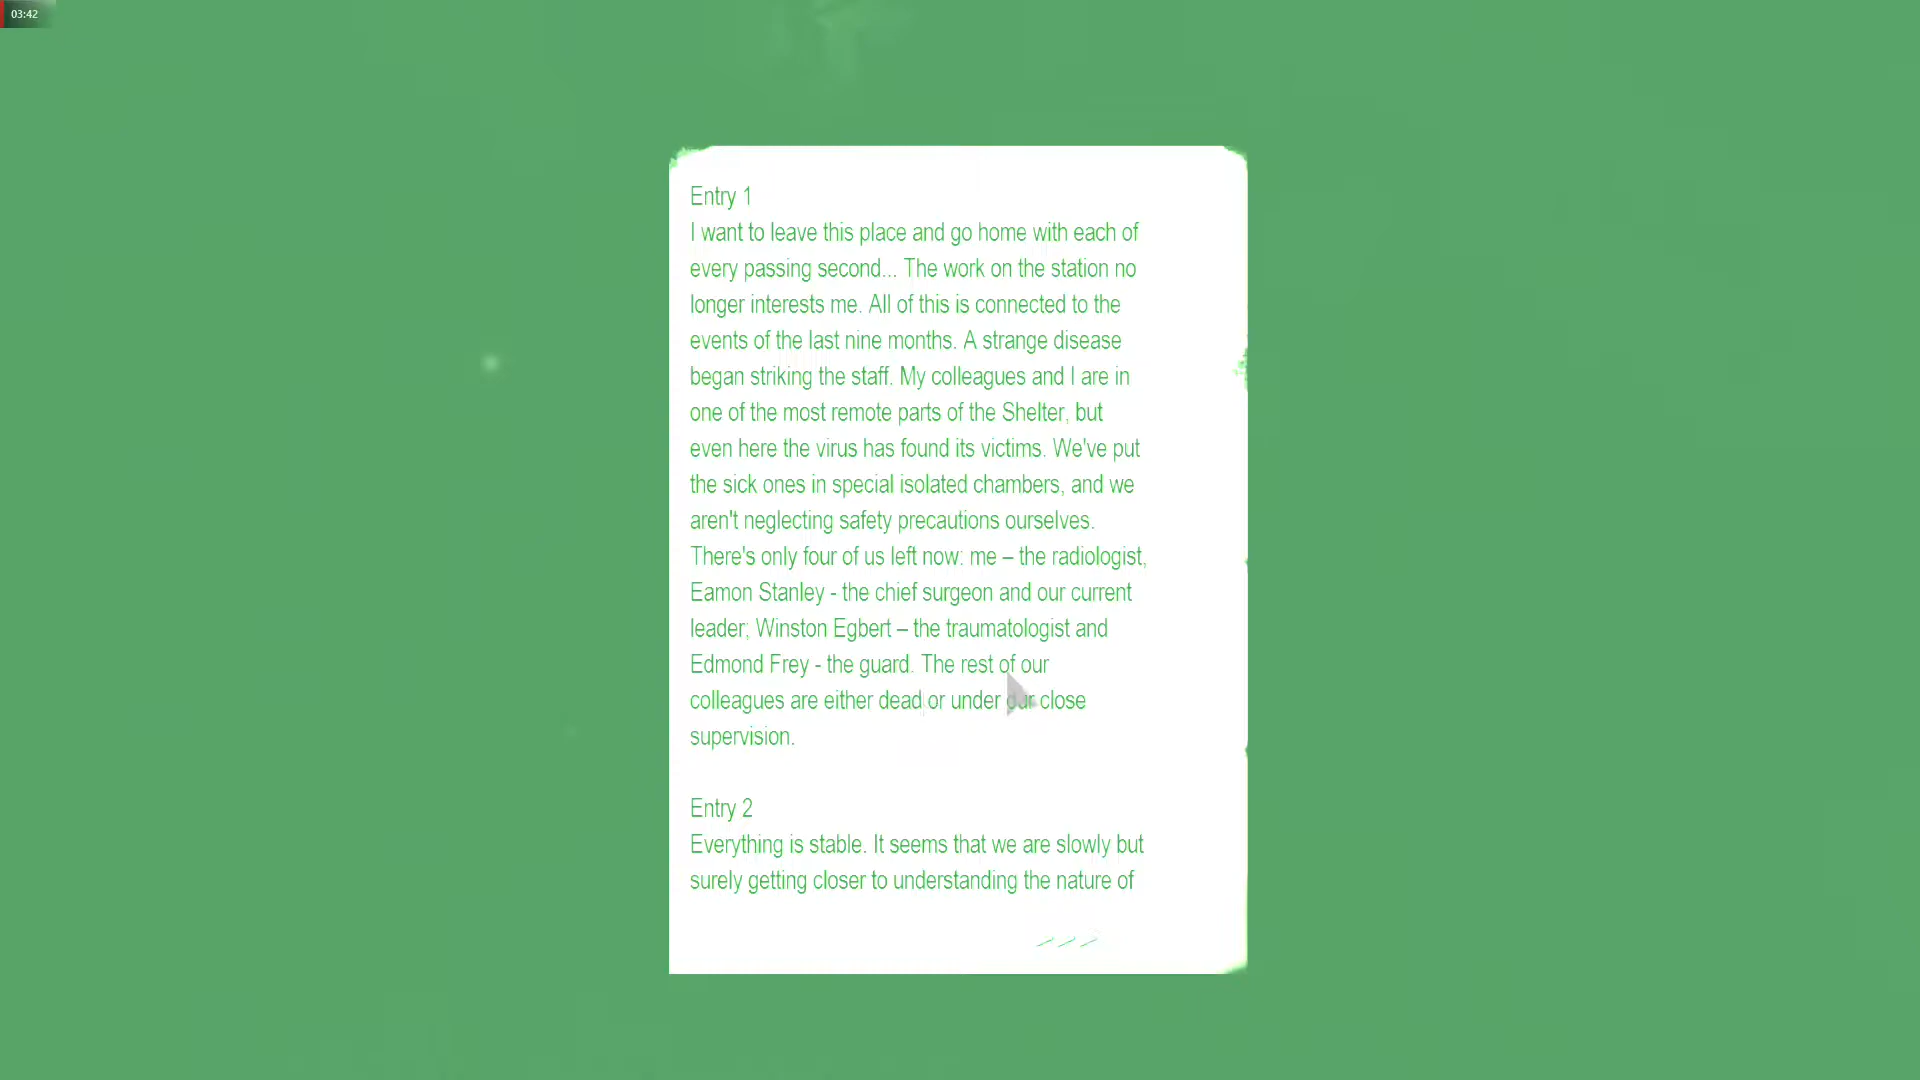 03:42
Entry 1
I want to leave this place and go home with each of
every passing second... The work on the station no
longer interests me. All of this is connected to the
events of the last nine months. A strange disease
began striking the staff. My colleagues and I are in
one of the most remote parts of the Shelter, but
even here the virus has found its victims. We've put
the sick ones in special isolated chambers, and we
aren't neglecting safety precautions ourselves.
There's only four of us left now: me – the radiologist,
Eamon Stanley - the chief surgeon and our current
leader; Winston Egbert – the traumatologist and
Edmond Frey - the guard. The rest of our
colleagues are either dead or under our close
supervision.
Entry 2
Everything is stable. It seems that we are slowly but
surely getting closer to understanding the nature of